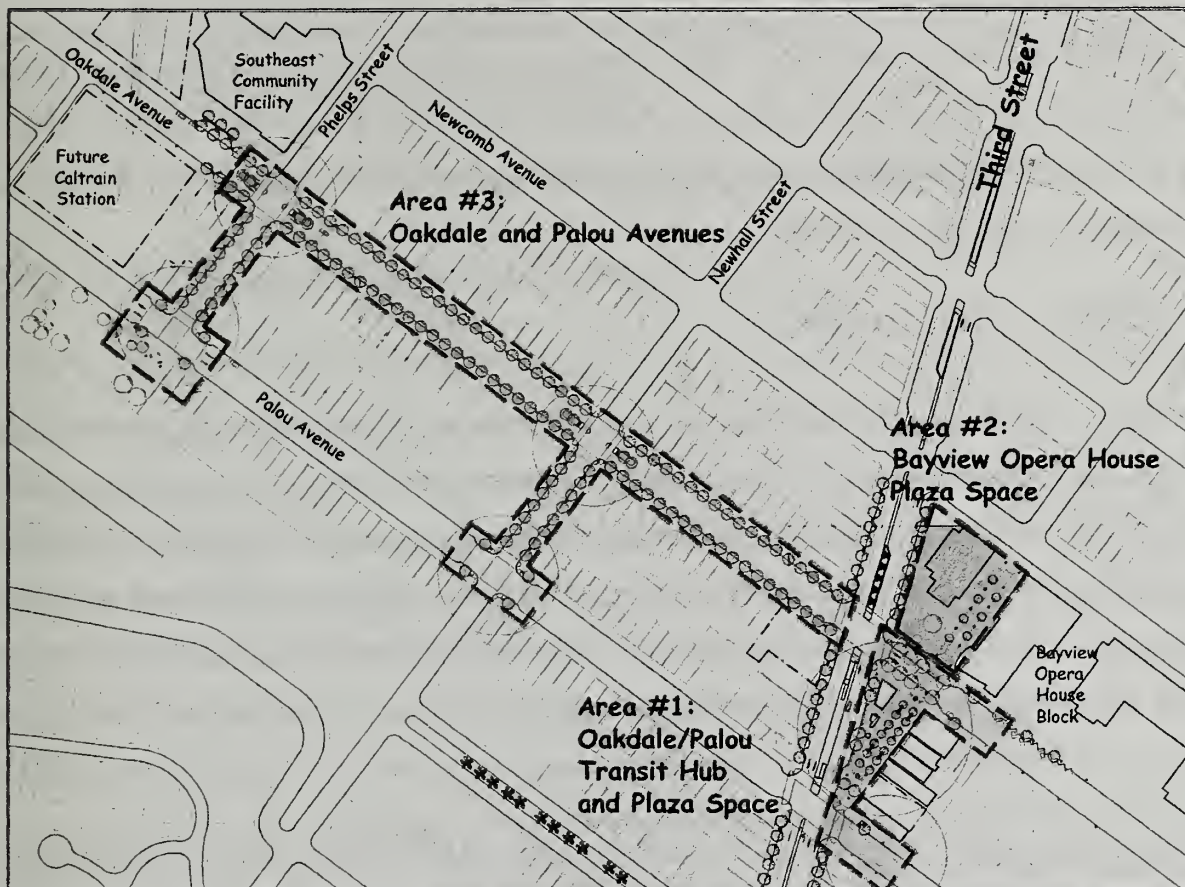 Oakdale Avenue
Southeast
Community
Facility
Phelps Street
Newcomb Avenue
Third Street
Future
Caltrain
Station
Area #3:
Oakdale and Palou Avenues
Newhall Street
Palou Avenue
Area #2:
Bayview Opera House
Plaza Space
Bayview
Opera
House
Block
Area #1:
Oakdale/Palou
Transit Hub
and Plaza Space